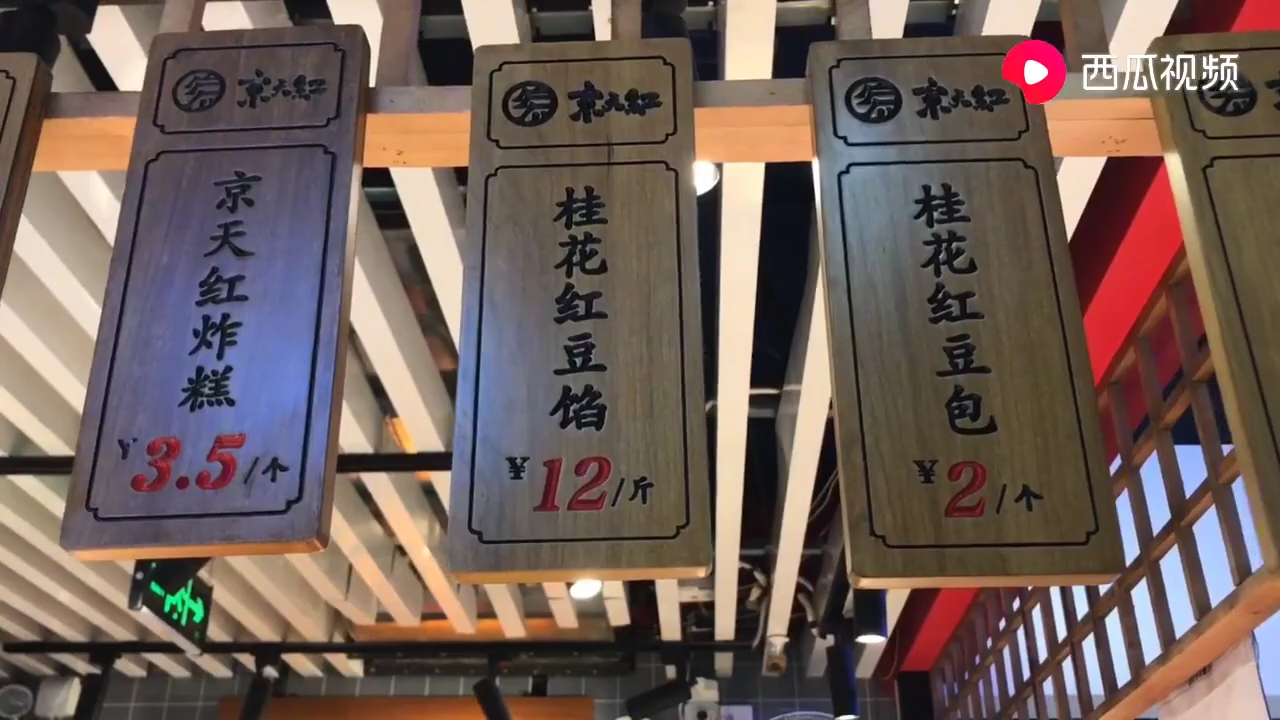 西瓜视频
京天红
京天红炸糕
¥3.5/个
京天红
桂花红豆馅
¥12/斤
京天红
桂花红豆包
¥2/个